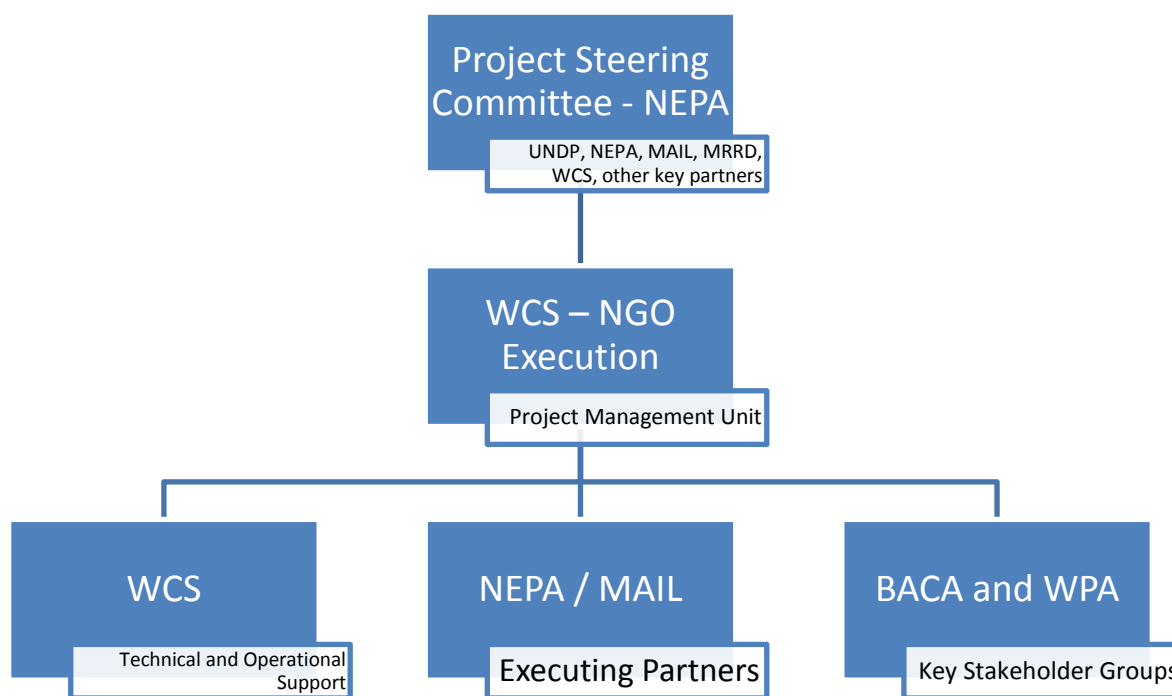 Project Steering
Committee - NEPA
UNDP, NEPA, MAIL, MRRD,
WCS, other key partners
WCS – NGO
Execution
Project Management Unit
WCS
Technical and Operational
Support
NEPA / MAIL
Executing Partners
BACA and WPA
Key Stakeholder Groups